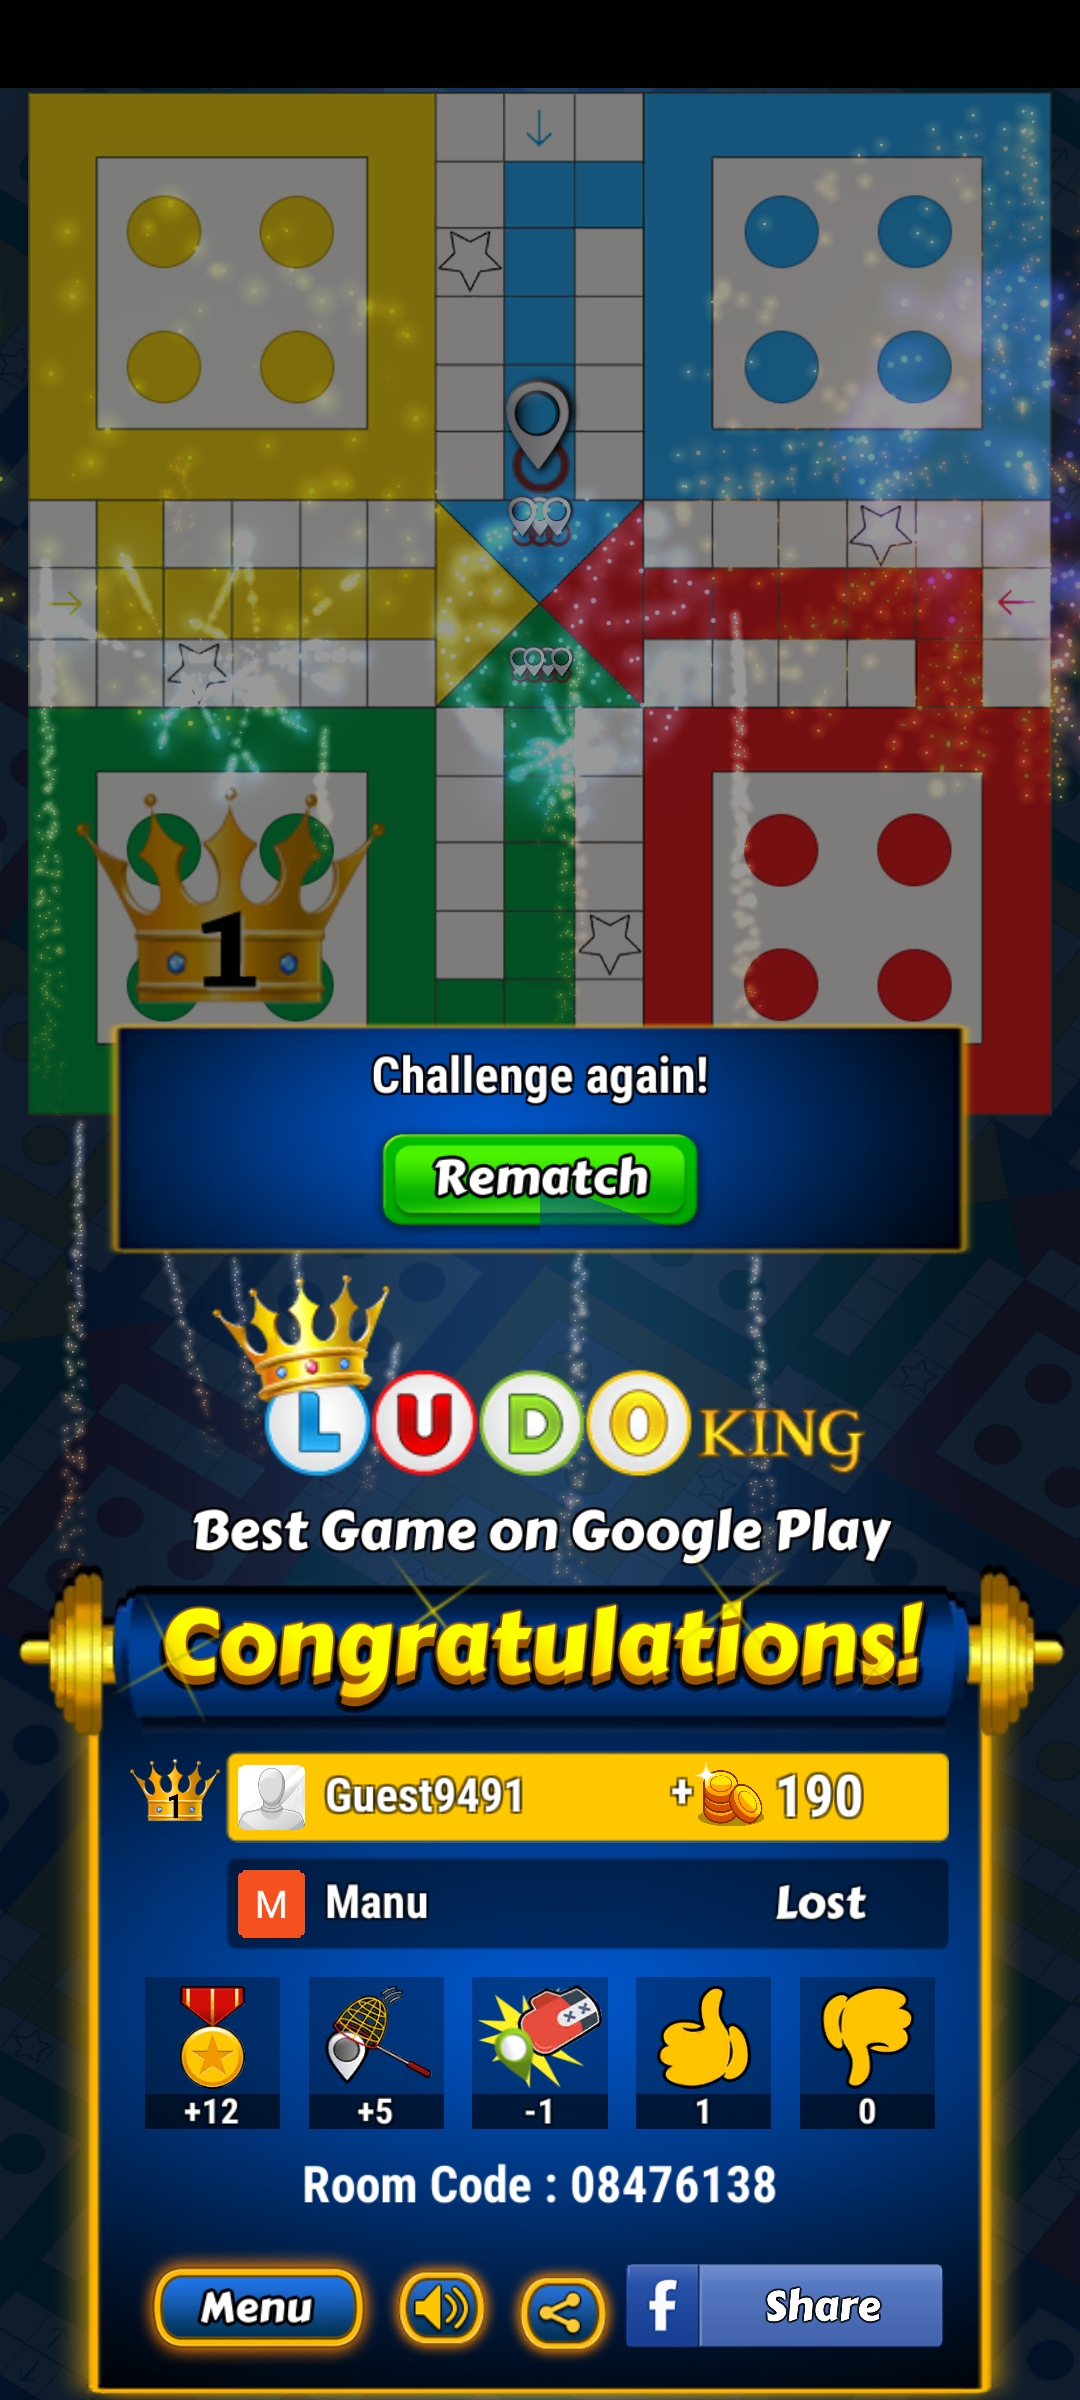 1
Challenge again!
Rematch
LUDO KING
Best Game on Google Play
Congratulations!
1 Guest9491 + 190
M Manu Lost
+12 +5 -1 1 0
Room Code : 08476138
Menu f Share